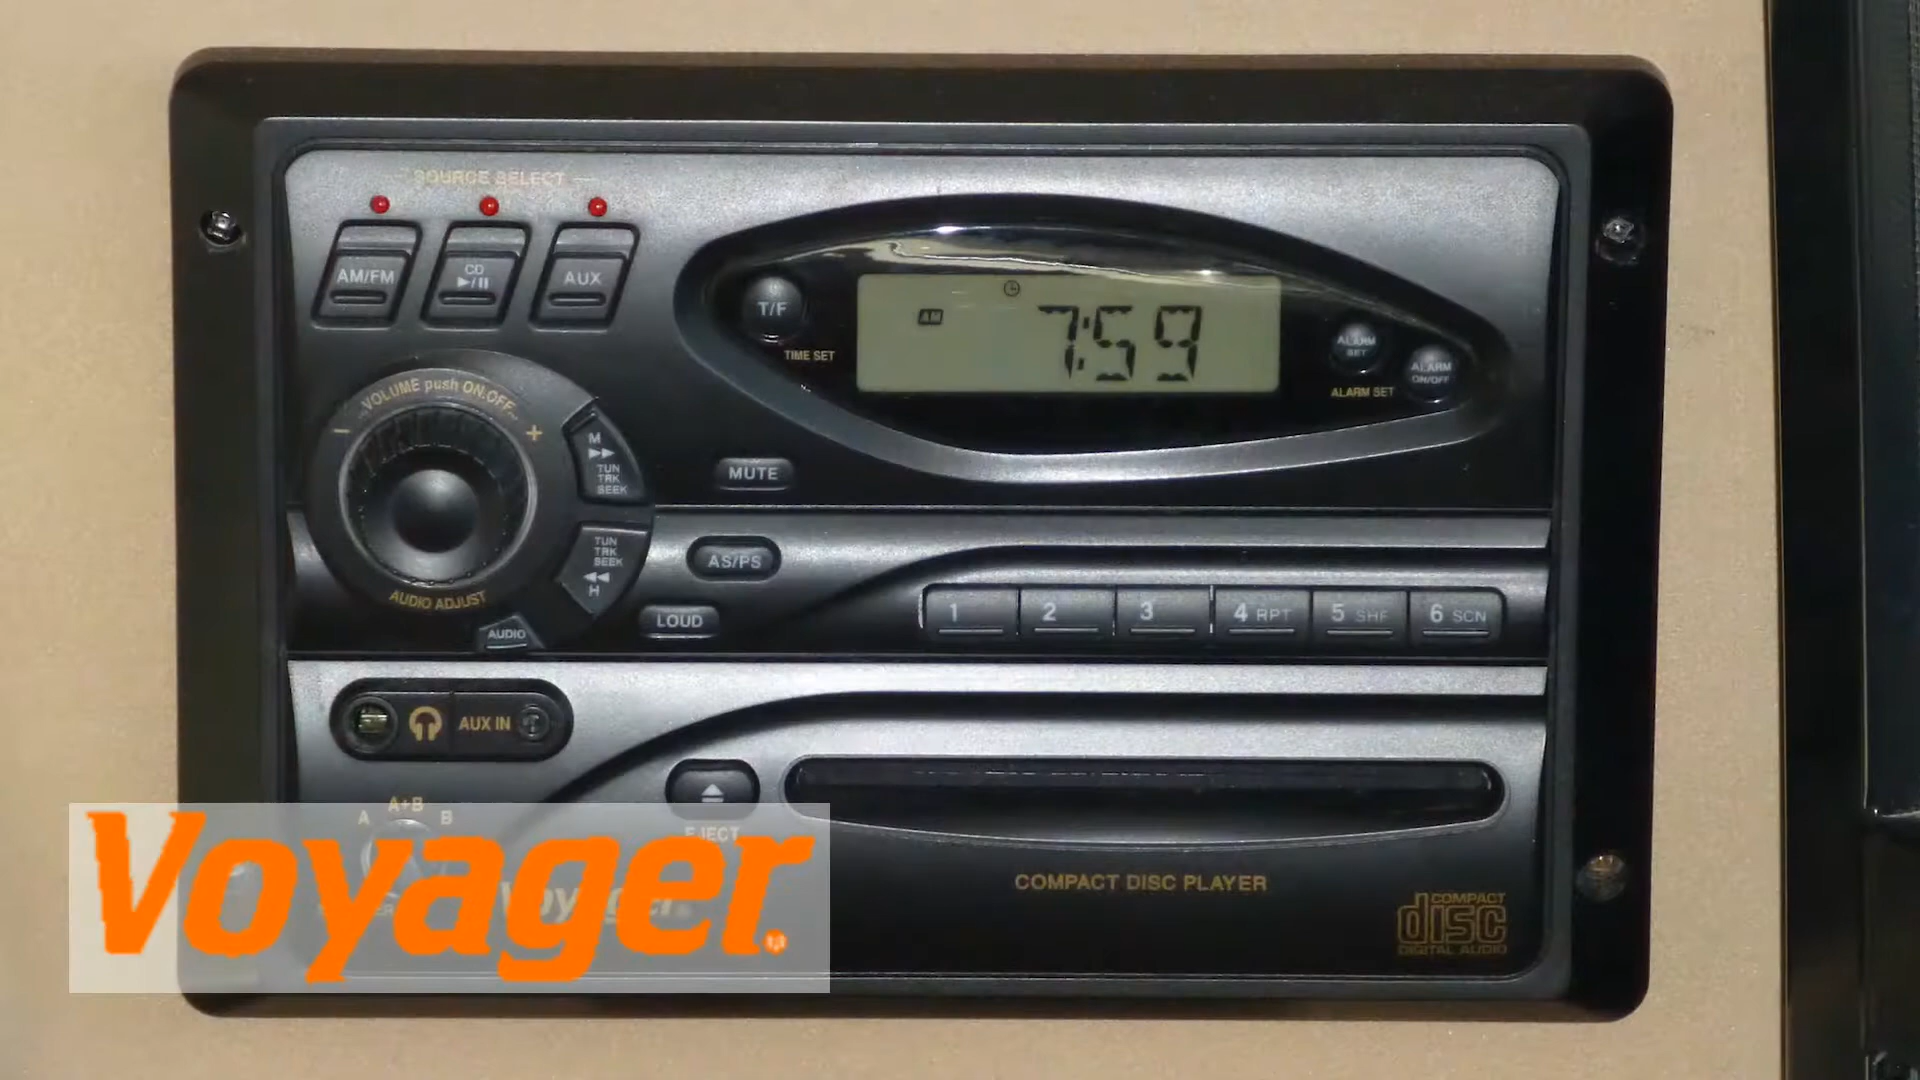 SOURCE SELECT
AM/FM
CD
AUX
T/F
TIME SET
AM
7:59
ALARM
SET
ALARM SET
ALARM
ON/OFF
VOLUME push ON.OFF
- +
M
TUN
TRK
SEEK
MUTE
TUN
TRK
SEEK
H
AS/PS
AUDIO ADJUST
AUDIO
LOUD
1
2
3
4 RPT
5 SHF
6 SCN
AUX IN
A
A+B
B
EJECT
Voyager
Voyager
COMPACT DISC PLAYER
COMPACT
disc
DIGITAL AUDIO